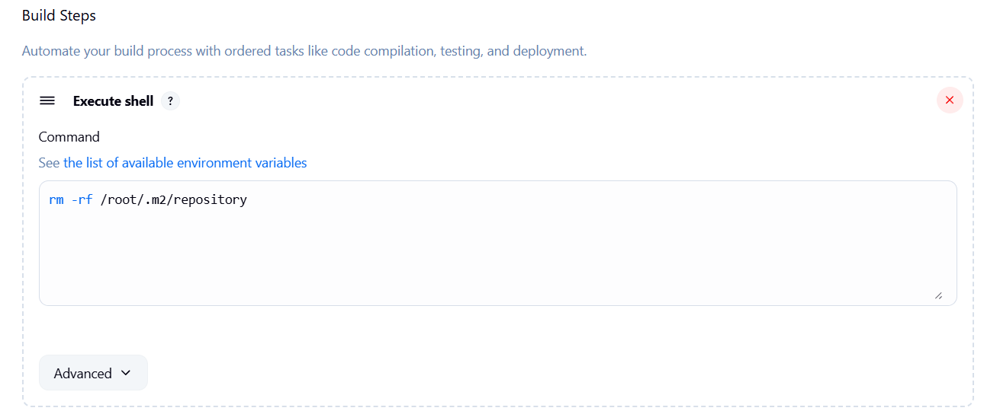 Build Steps
Automate your build process with ordered tasks like code compilation, testing, and deployment.
Execute shell ?
Command
See the list of available environment variables
rm -rf /root/.m2/repository
Advanced